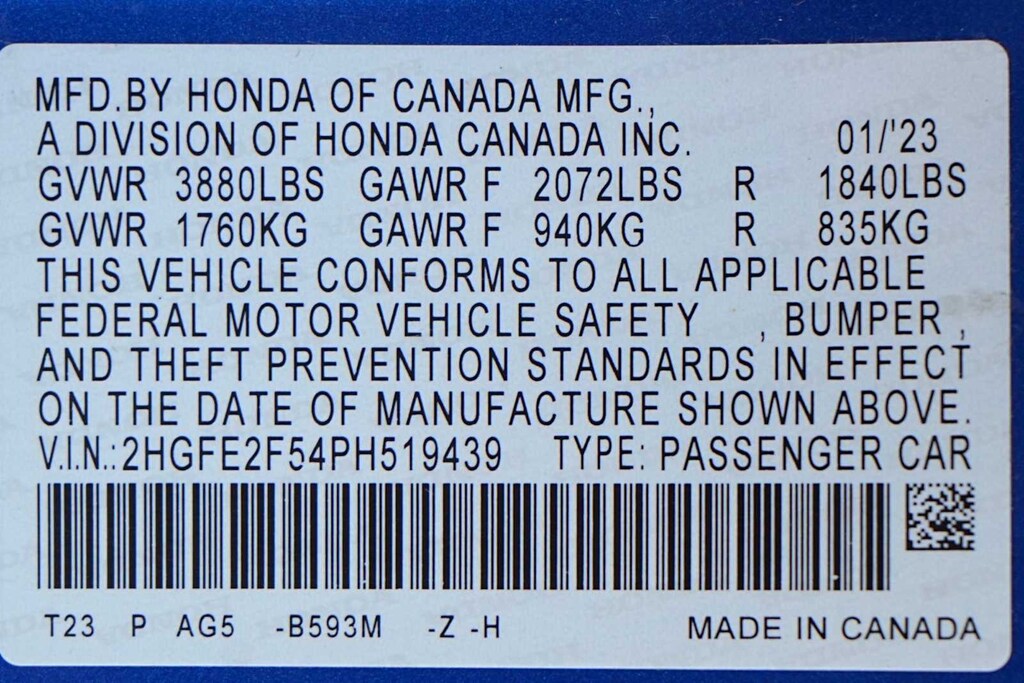 MFD.BY HONDA OF CANADA MFG.,
A DIVISION OF HONDA CANADA INC. 01/'23
GVWR 3880LBS GAWR F 2072LBS R 1840LBS
GVWR 1760KG GAWR F 940KG R 835KG
THIS VEHICLE CONFORMS TO ALL APPLICABLE
FEDERAL MOTOR VEHICLE SAFETY , BUMPER ,
AND THEFT PREVENTION STANDARDS IN EFFECT
ON THE DATE OF MANUFACTURE SHOWN ABOVE.
V.I.N.:2HGFE2F54PH519439 TYPE: PASSENGER CAR
T23 P AG5 -B593M -Z -H MADE IN CANADA